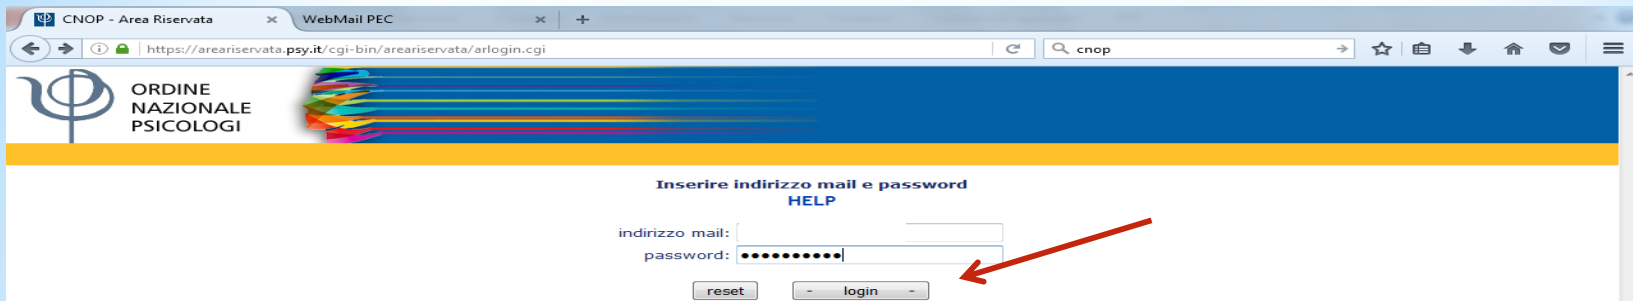 CNOP - Area Riservata × WebMail PEC × +
https://areariservata.psy.it/cgi-bin/areariservata/arlogin.cgi cnop
ORDINE
NAZIONALE
PSICOLOGI
Inserire indirizzo mail e password
HELP
indirizzo mail:
password: ••••••••••
reset - login -